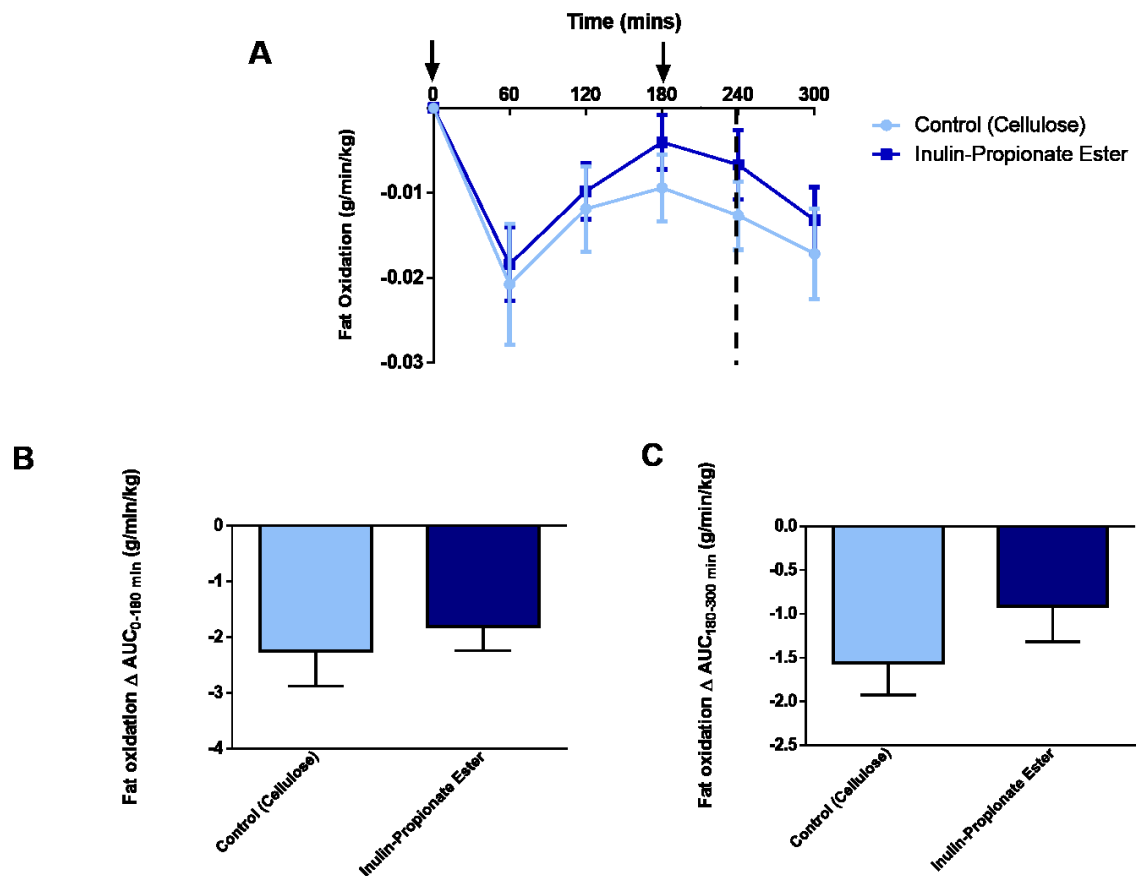 Time (mins)
A
0 60 120 180 240 300
-0.01
-0.02
-0.03
Fat Oxidation (g/min/kg)
Control (Cellulose)
Inulin-Propionate Ester
B
Fat oxidation Δ AUC0-180 min (g/min/kg)
0
-1
-2
-3
-4
Control (Cellulose)
Inulin-Propionate Ester
C
Fat oxidation Δ AUC180-300 min (g/min/kg)
0.0
-0.5
-1.0
-1.5
-2.0
-2.5
Control (Cellulose)
Inulin-Propionate Ester